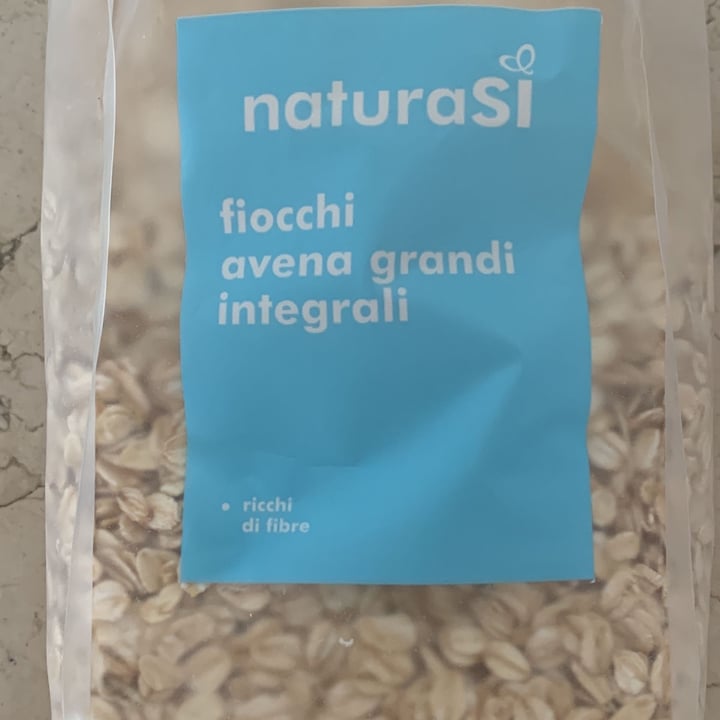 naturasì
fiocchi
avena grandi
integrali
• ricchi
di fibre